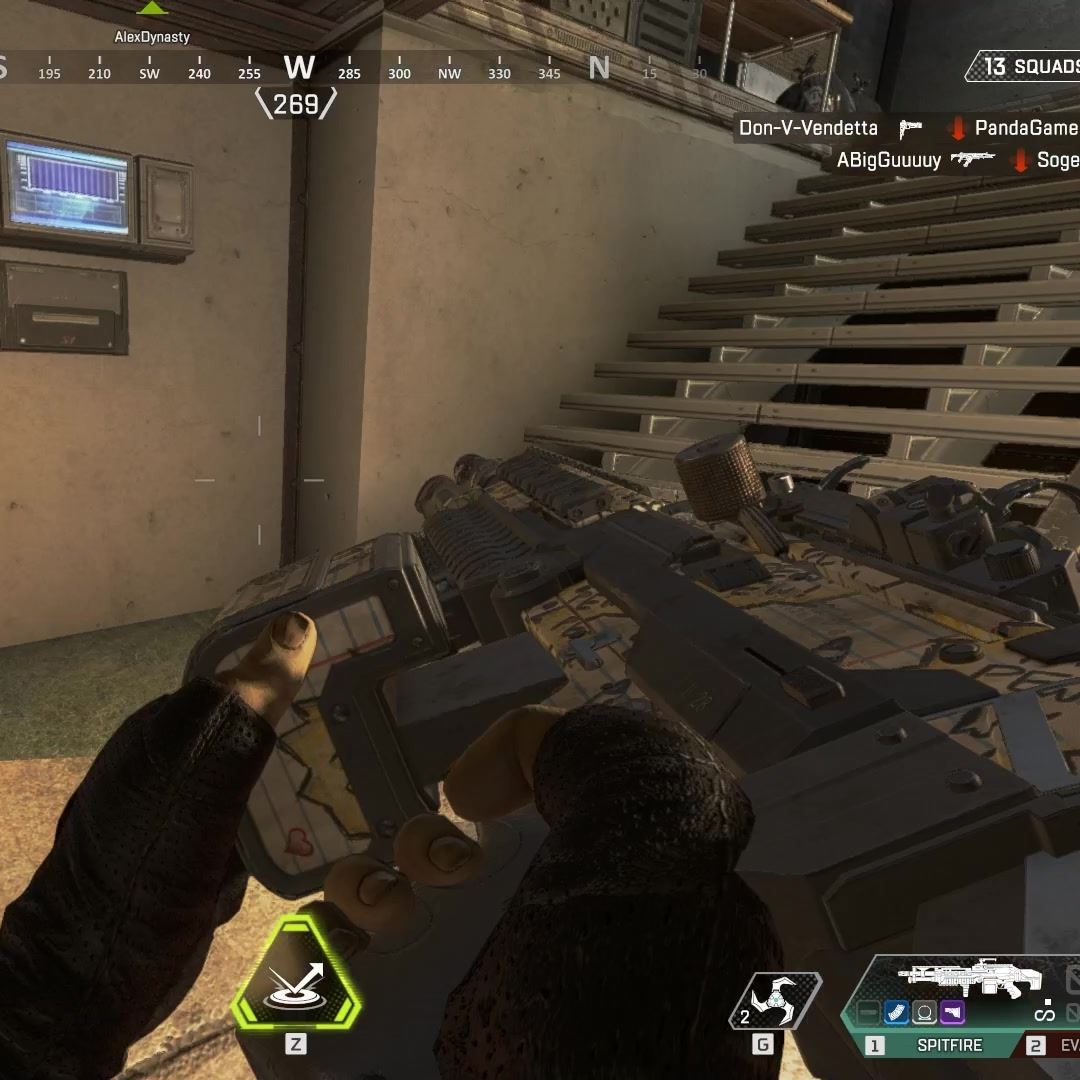 AlexDynasty
S 195 210 SW 240 255 W 285 300 NW 330 345 N 15 30
269
13 SQUADS
Don-V-Vendetta PandaGame
ABigGuuuuy Soge
2
Z
G
1 SPITFIRE 2 EV